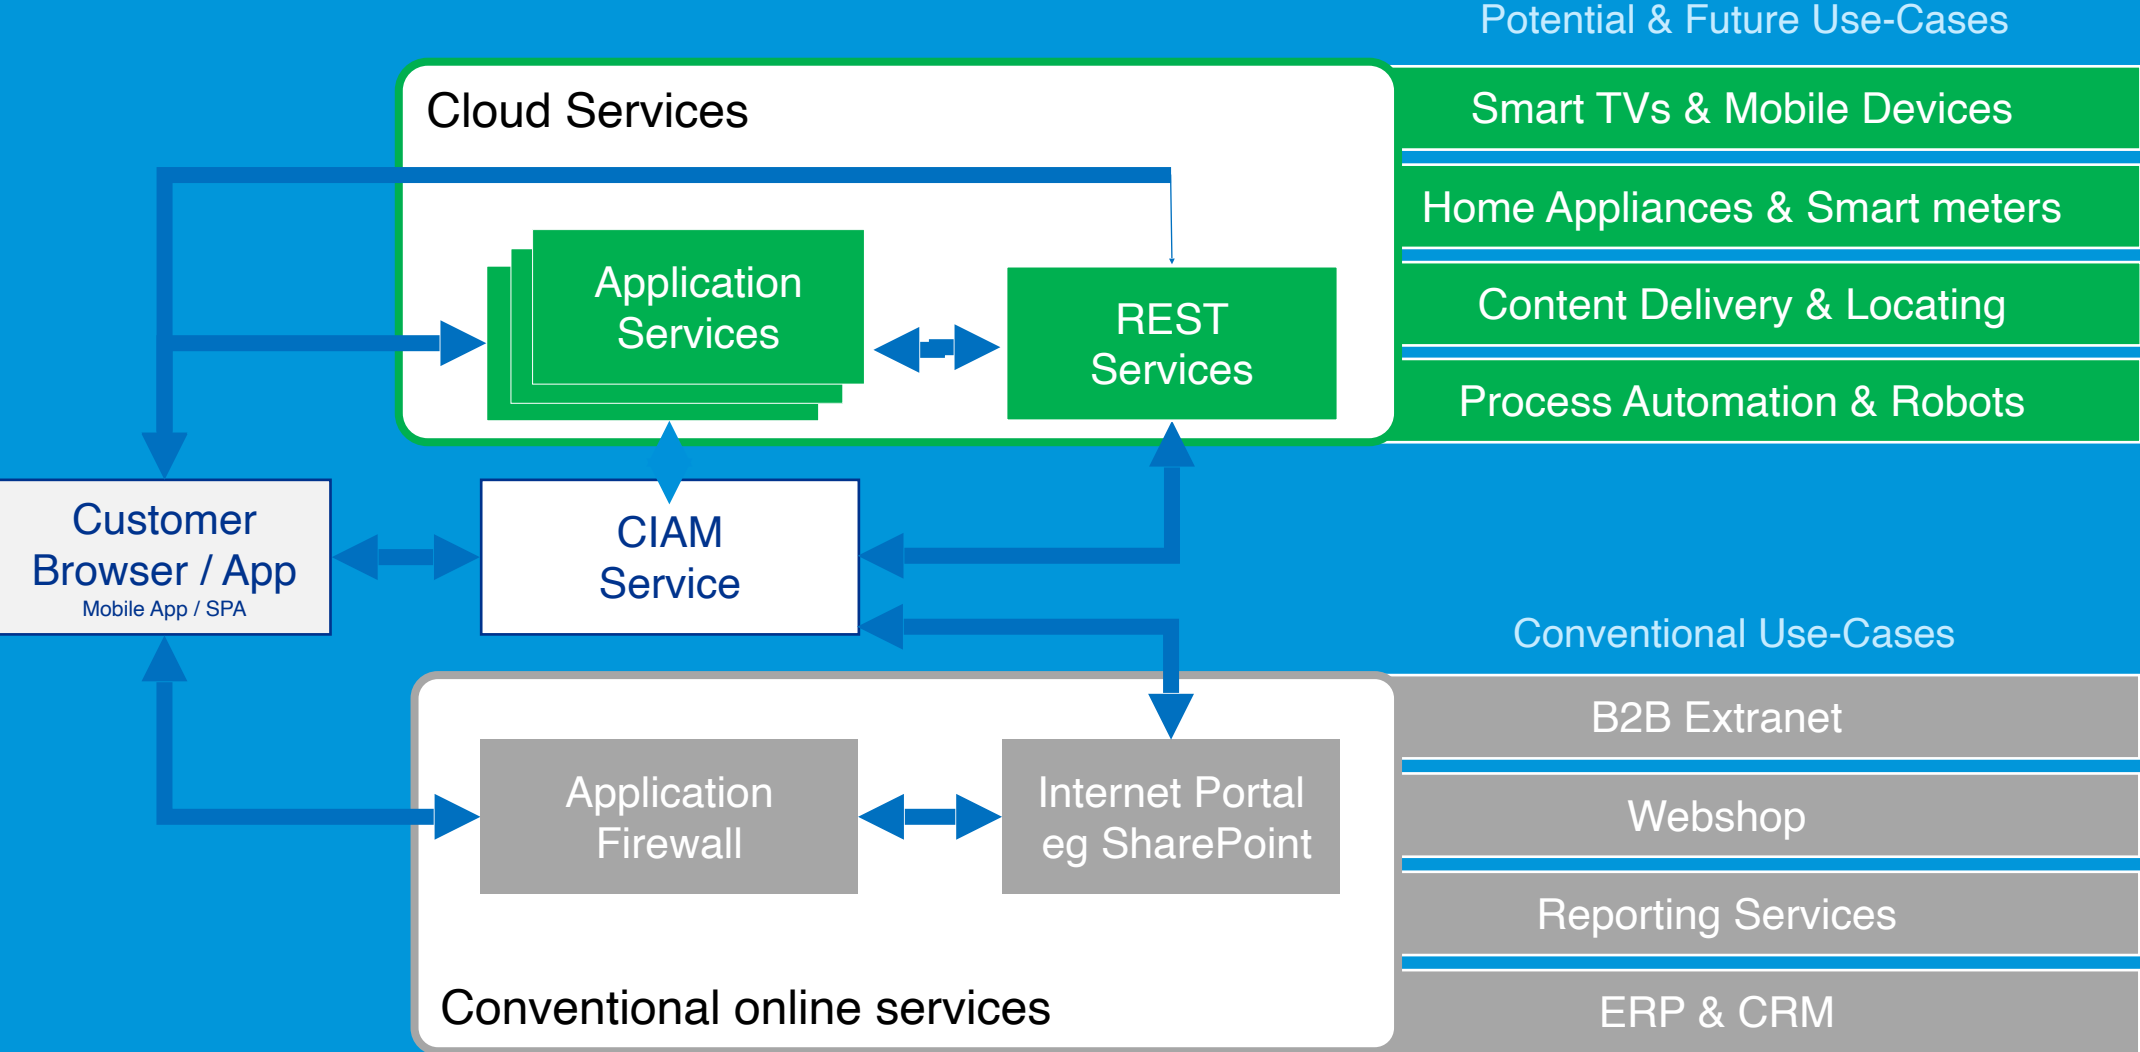 Potential & Future Use-Cases
Cloud Services
Smart TVs & Mobile Devices
Home Appliances & Smart meters
Content Delivery & Locating
Process Automation & Robots
Application
Services
REST
Services
Customer
Browser / App
Mobile App / SPA
CIAM
Service
Conventional Use-Cases
B2B Extranet
Webshop
Reporting Services
ERP & CRM
Application
Firewall
Internet Portal
eg SharePoint
Conventional online services